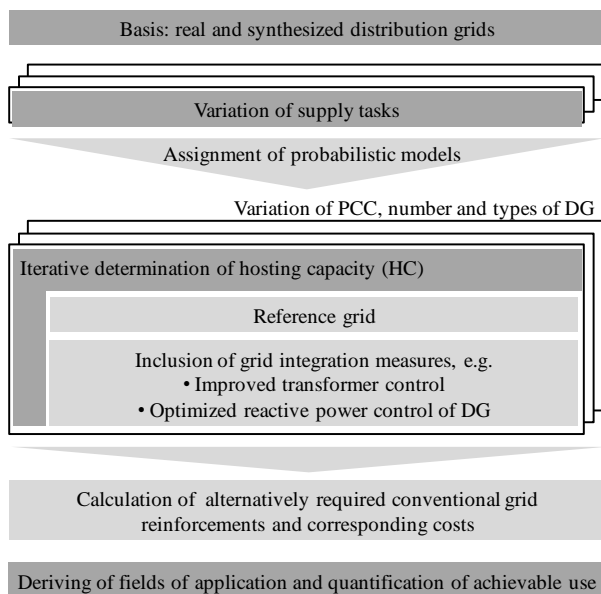 Basis: real and synthesized distribution grids
Variation of supply tasks
Assignment of probabilistic models
Variation of PCC, number and types of DG
Iterative determination of hosting capacity (HC)
Reference grid
Inclusion of grid integration measures, e.g.
• Improved transformer control
• Optimized reactive power control of DG
Calculation of alternatively required conventional grid
reinforcements and corresponding costs
Deriving of fields of application and quantification of achievable use